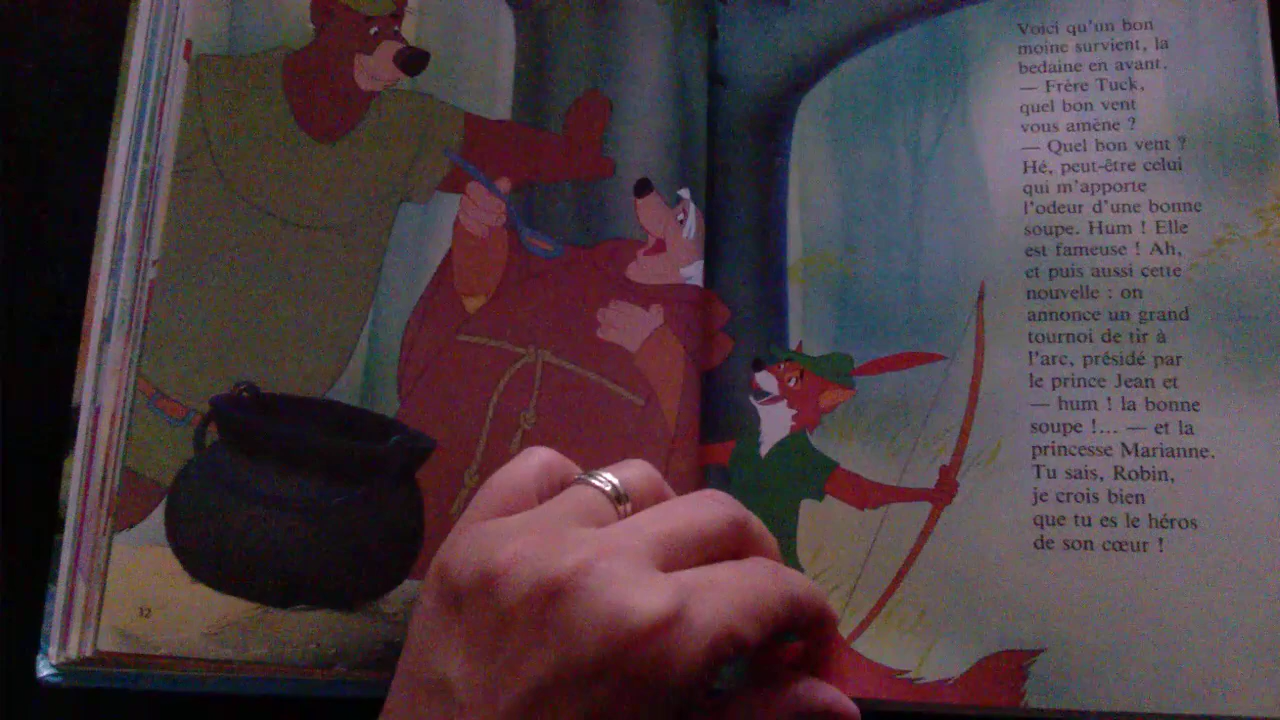 Voici qu'un bon
moine survient, la
bedaine en avant.
— Frère Tuck,
quel bon vent
vous amène ?
— Quel bon vent ?
Hé, peut-être celui
qui m'apporte
l'odeur d'une bonne
soupe. Hum ! Elle
est fameuse ! Ah,
et puis aussi cette
nouvelle : on
annonce un grand
tournoi de tir à
l'arc, présidé par
le prince Jean et
— hum ! la bonne
soupe !... — et la
princesse Marianne.
Tu sais, Robin,
je crois bien
que tu es le héros
de son cœur !
12